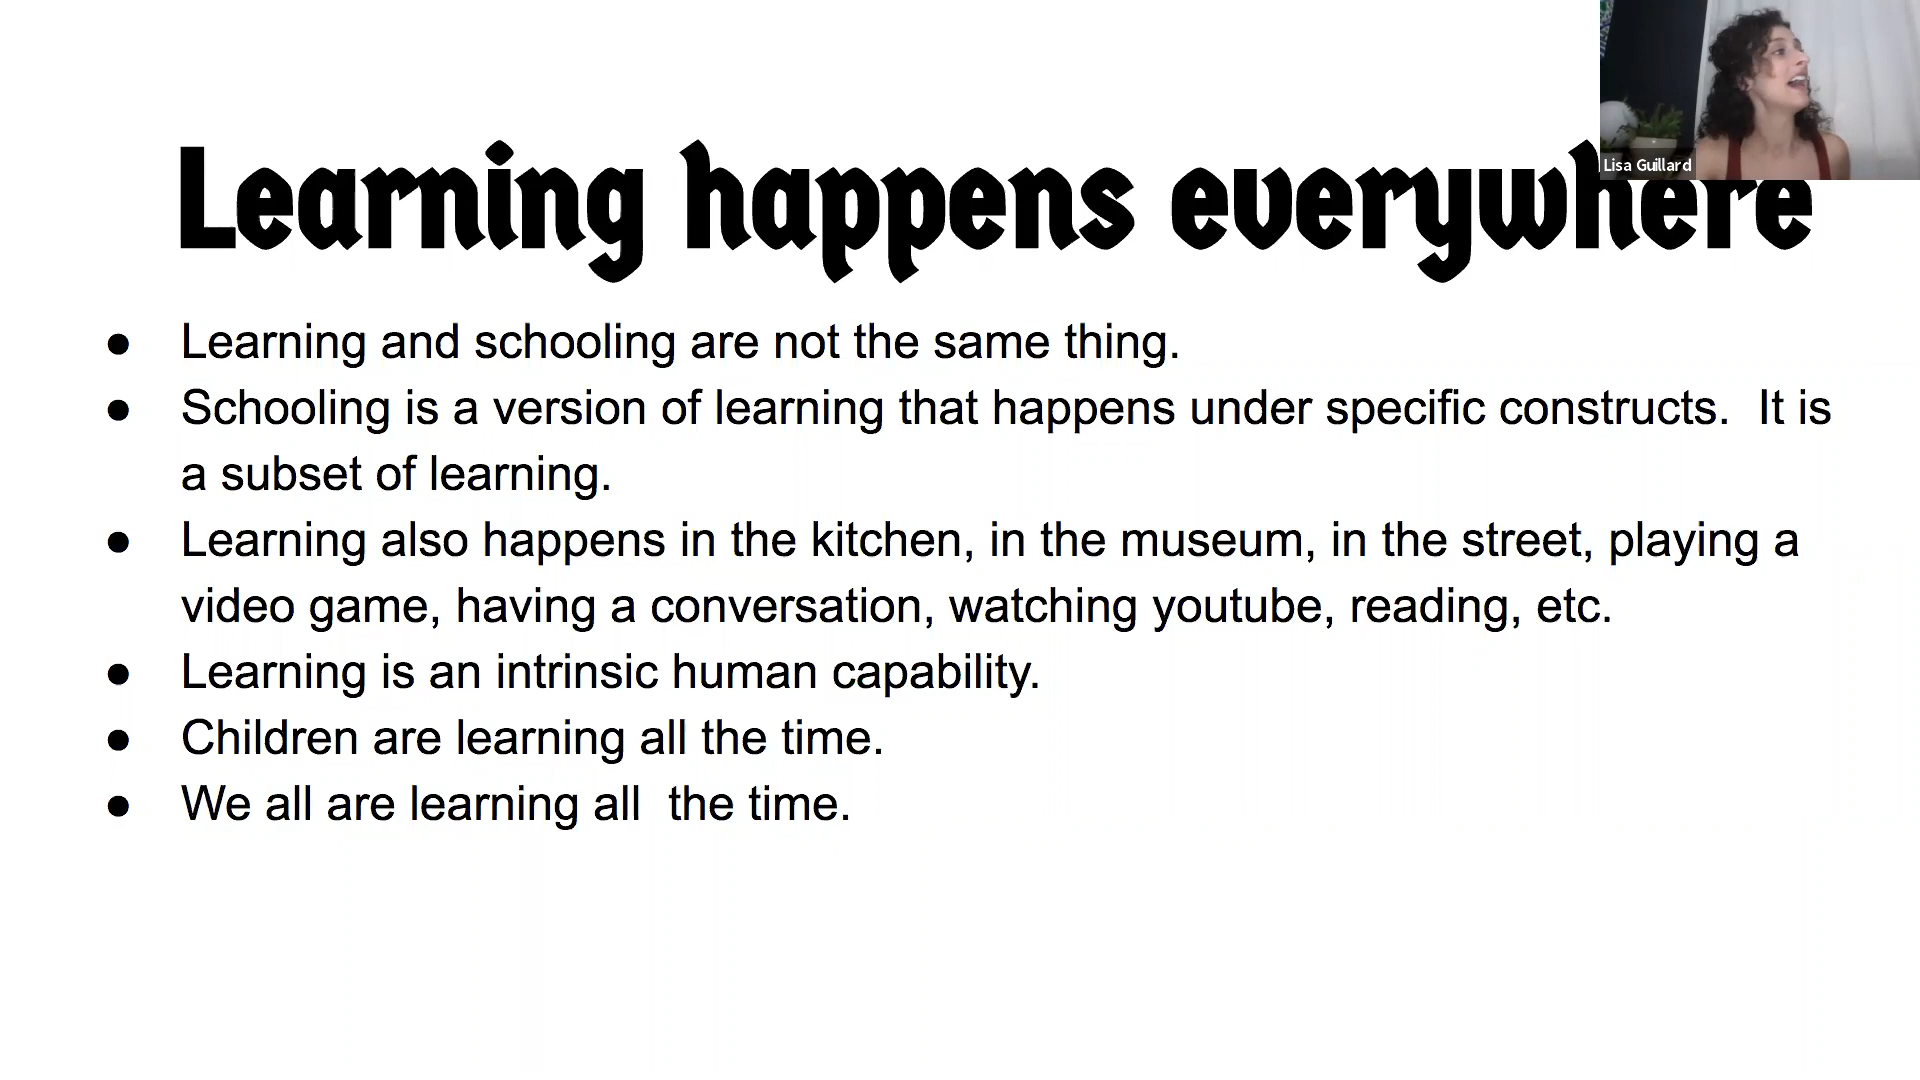 Learning happens everywhere
Lisa Guillard
● Learning and schooling are not the same thing.
● Schooling is a version of learning that happens under specific constructs.  It is
a subset of learning.
● Learning also happens in the kitchen, in the museum, in the street, playing a
video game, having a conversation, watching youtube, reading, etc.
● Learning is an intrinsic human capability.
● Children are learning all the time.
● We all are learning all  the time.